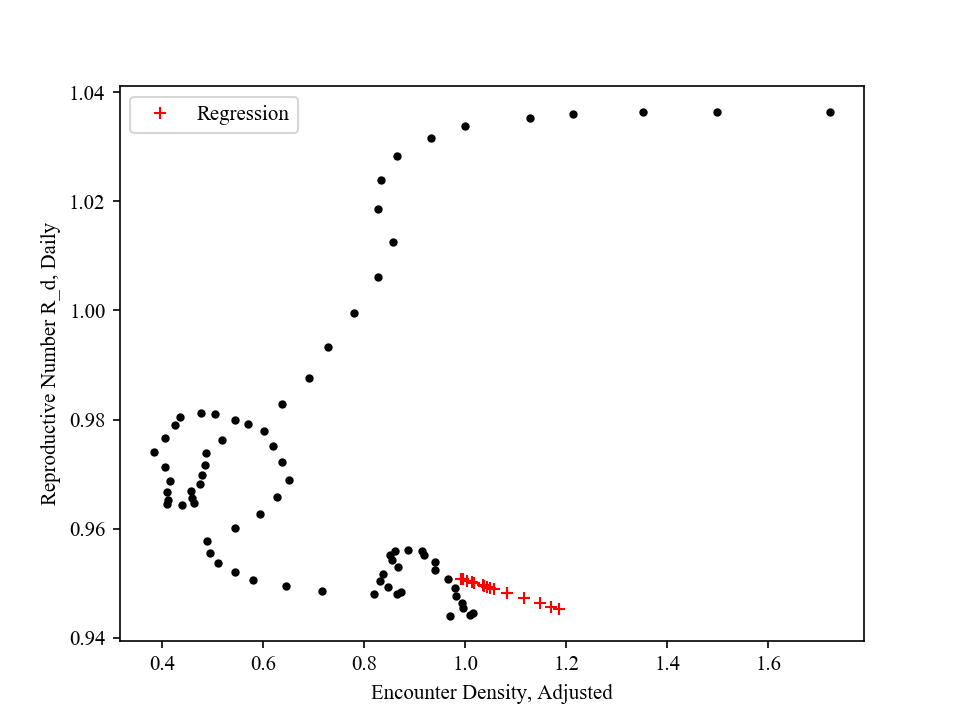 1.04
Regression
1.02
1.00
0.98
0.96
0.94
Reproductive Number R_d, Daily
0.4 0.6 0.8 1.0 1.2 1.4 1.6
Encounter Density, Adjusted